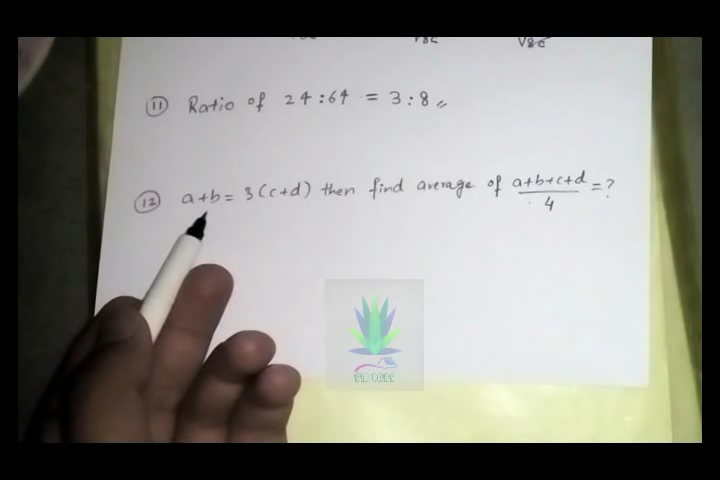 (11) Ratio of 24:64 = 3:8〃
(12) a+b = 3(c+d) then find average of (a+b+c+d)/4 = ?